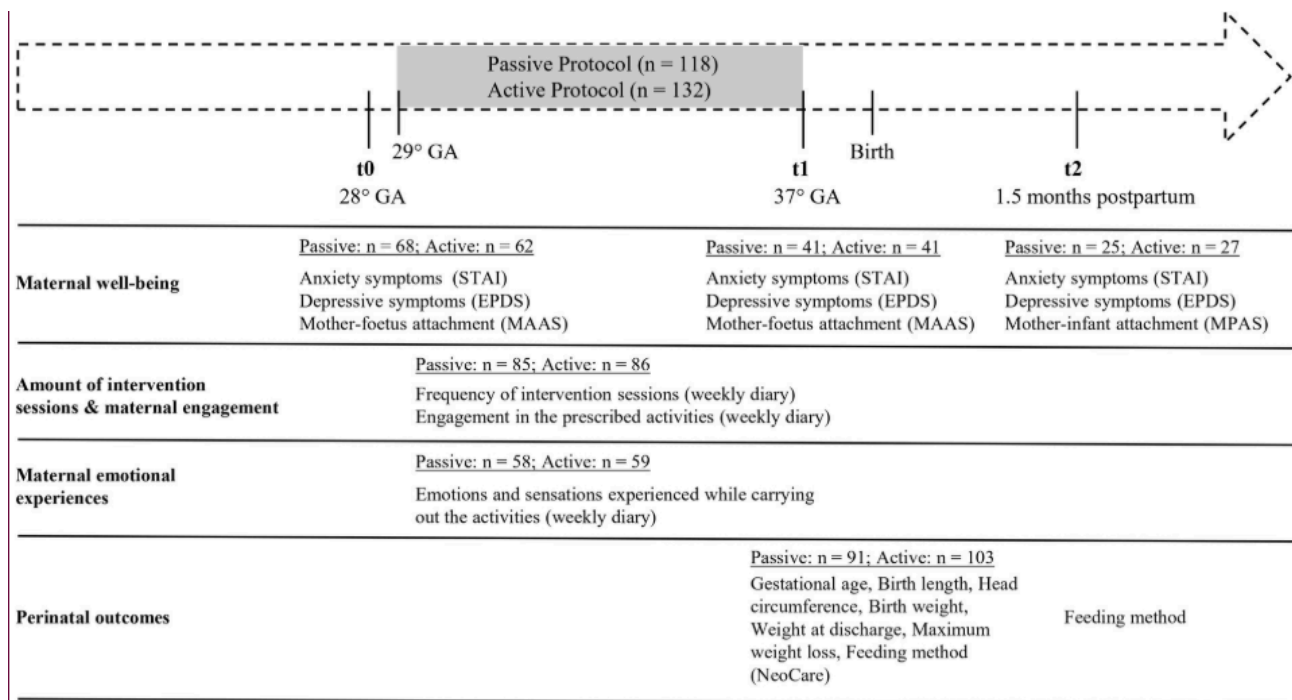 Passive Protocol (n = 118)
Active Protocol (n = 132)
29° GA
Birth
t0
t1
t2
28° GA
37° GA
1.5 months postpartum
Maternal well-being
Passive: n = 68; Active: n = 62
Anxiety symptoms (STAI)
Depressive symptoms (EPDS)
Mother-foetus attachment (MAAS)
Passive: n = 41; Active: n = 41
Anxiety symptoms (STAI)
Depressive symptoms (EPDS)
Mother-foetus attachment (MAAS)
Passive: n = 25; Active: n = 27
Anxiety symptoms (STAI)
Depressive symptoms (EPDS)
Mother-infant attachment (MPAS)
Amount of intervention
sessions & maternal engagement
Passive: n = 85; Active: n = 86
Frequency of intervention sessions (weekly diary)
Engagement in the prescribed activities (weekly diary)
Maternal emotional
experiences
Passive: n = 58; Active: n = 59
Emotions and sensations experienced while carrying
out the activities (weekly diary)
Perinatal outcomes
Passive: n = 91; Active: n = 103
Gestational age, Birth length, Head
circumference, Birth weight,
Weight at discharge, Maximum
weight loss, Feeding method
(NeoCare)
Feeding method